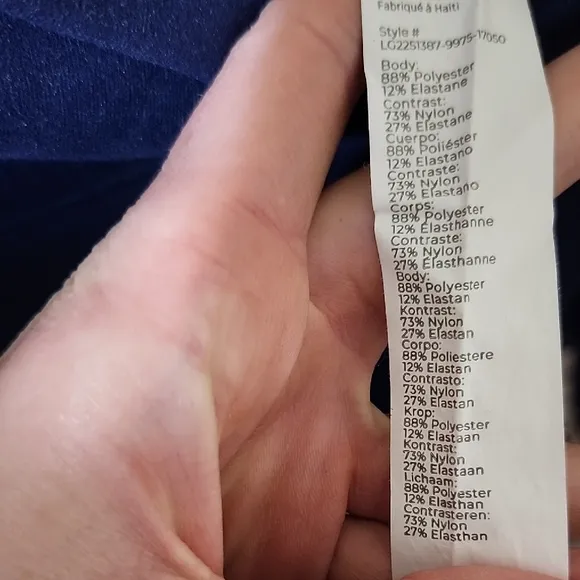 Fabriqué à Haïti
Style #
LG2251387-9975-17050
Body:
88% Polyester
12% Elastane
Contrast:
73% Nylon
27% Elastane
Cuerpo:
88% Poliéster
12% Elastano
Contraste:
73% Nylon
27% Elastano
Corps:
88% Polyester
12% Élasthanne
Contraste:
73% Nylon
27% Élasthanne
Body:
88% Polyester
12% Elastan
Kontrast:
73% Nylon
27% Elastan
Corpo:
88% Poliestere
12% Elastan
Contrasto:
73% Nylon
27% Elastan
Krop:
88% Polyester
12% Elastaan
Kontrast:
73% Nylon
27% Elastaan
Lichaam:
88% Polyester
12% Elasthan
Contrasteren:
73% Nylon
27% Elasthan